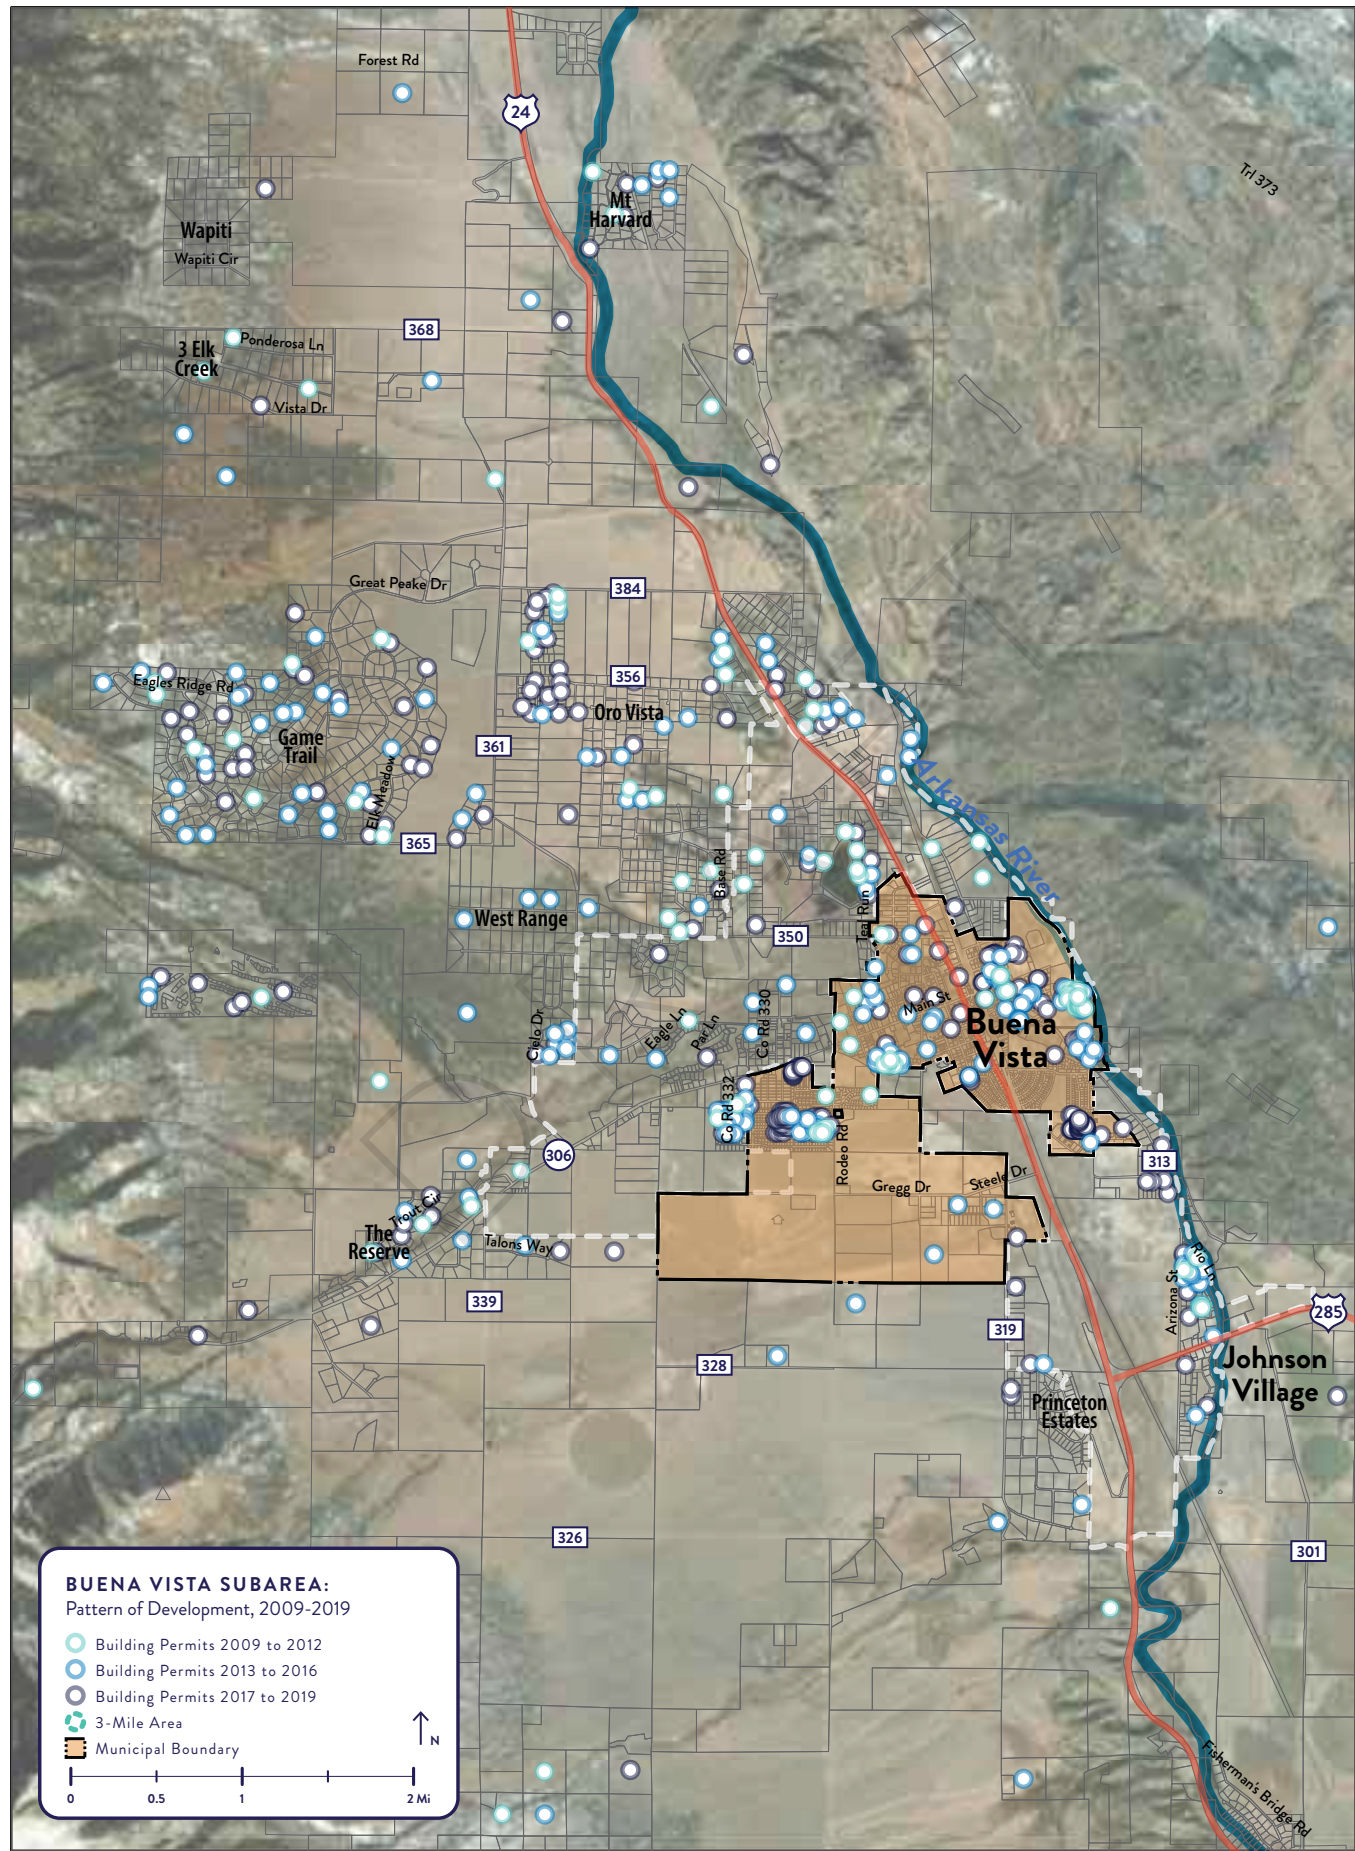 Forest Rd
24
Trl 373
Mt
Harvard
Wapiti
Wapiti Cir
368
Ponderosa Ln
3 Elk
Creek
Vista Dr
Great Peake Dr
384
356
Eagles Ridge Rd
Oro Vista
Game
Trail
361
Elk Meadow
Arkansas River
365
Base Rd
West Range
Teal Run
350
Main St
Cielo Dr
Eagle Ln
Par Ln
Co Rd 330
Buena
Vista
Co Rd 332
Rodeo Rd
306
313
Gregg Dr
Steele Dr
Trout Cir
The
Reserve
Talons Way
Rio Ln
Arizona St
339
285
319
328
Johnson
Village
Princeton
Estates
326
301
BUENA VISTA SUBAREA:
Pattern of Development, 2009-2019
Building Permits 2009 to 2012
Building Permits 2013 to 2016
Building Permits 2017 to 2019
3-Mile Area
Municipal Boundary
N
0 0.5 1 2 Mi
Fisherman's Bridge Rd